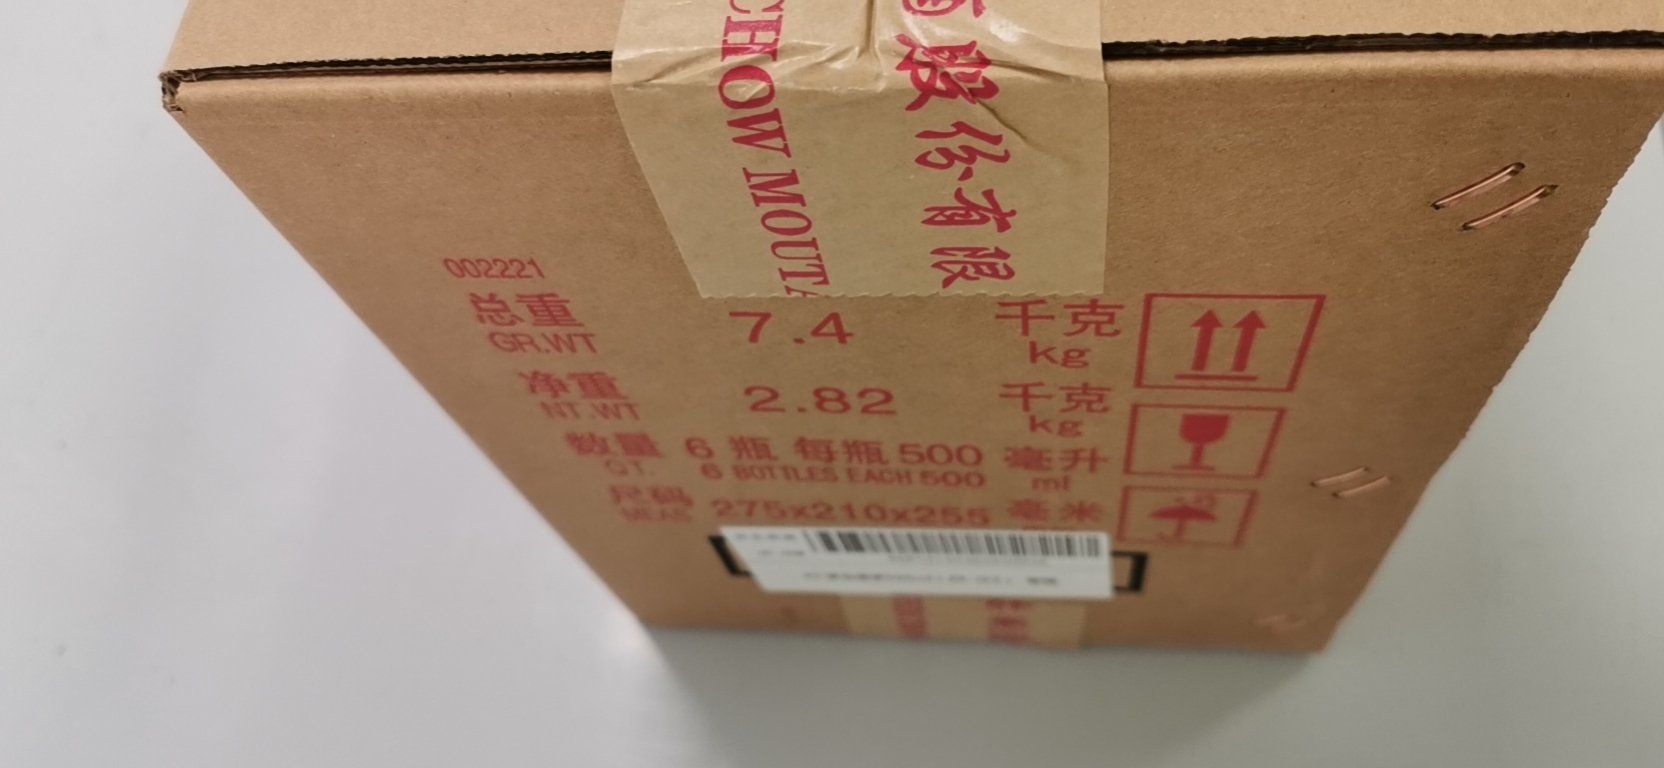 CHOW MOUTA
股份有限
002221
总重 7.4 千克
GR.WT kg
净重 2.82 千克
NT.WT kg
数量 6 瓶 每瓶 500 毫升
QT. 6 BOTTLES EACH 500 ml
尺码 275x210x255 毫米
MEAS